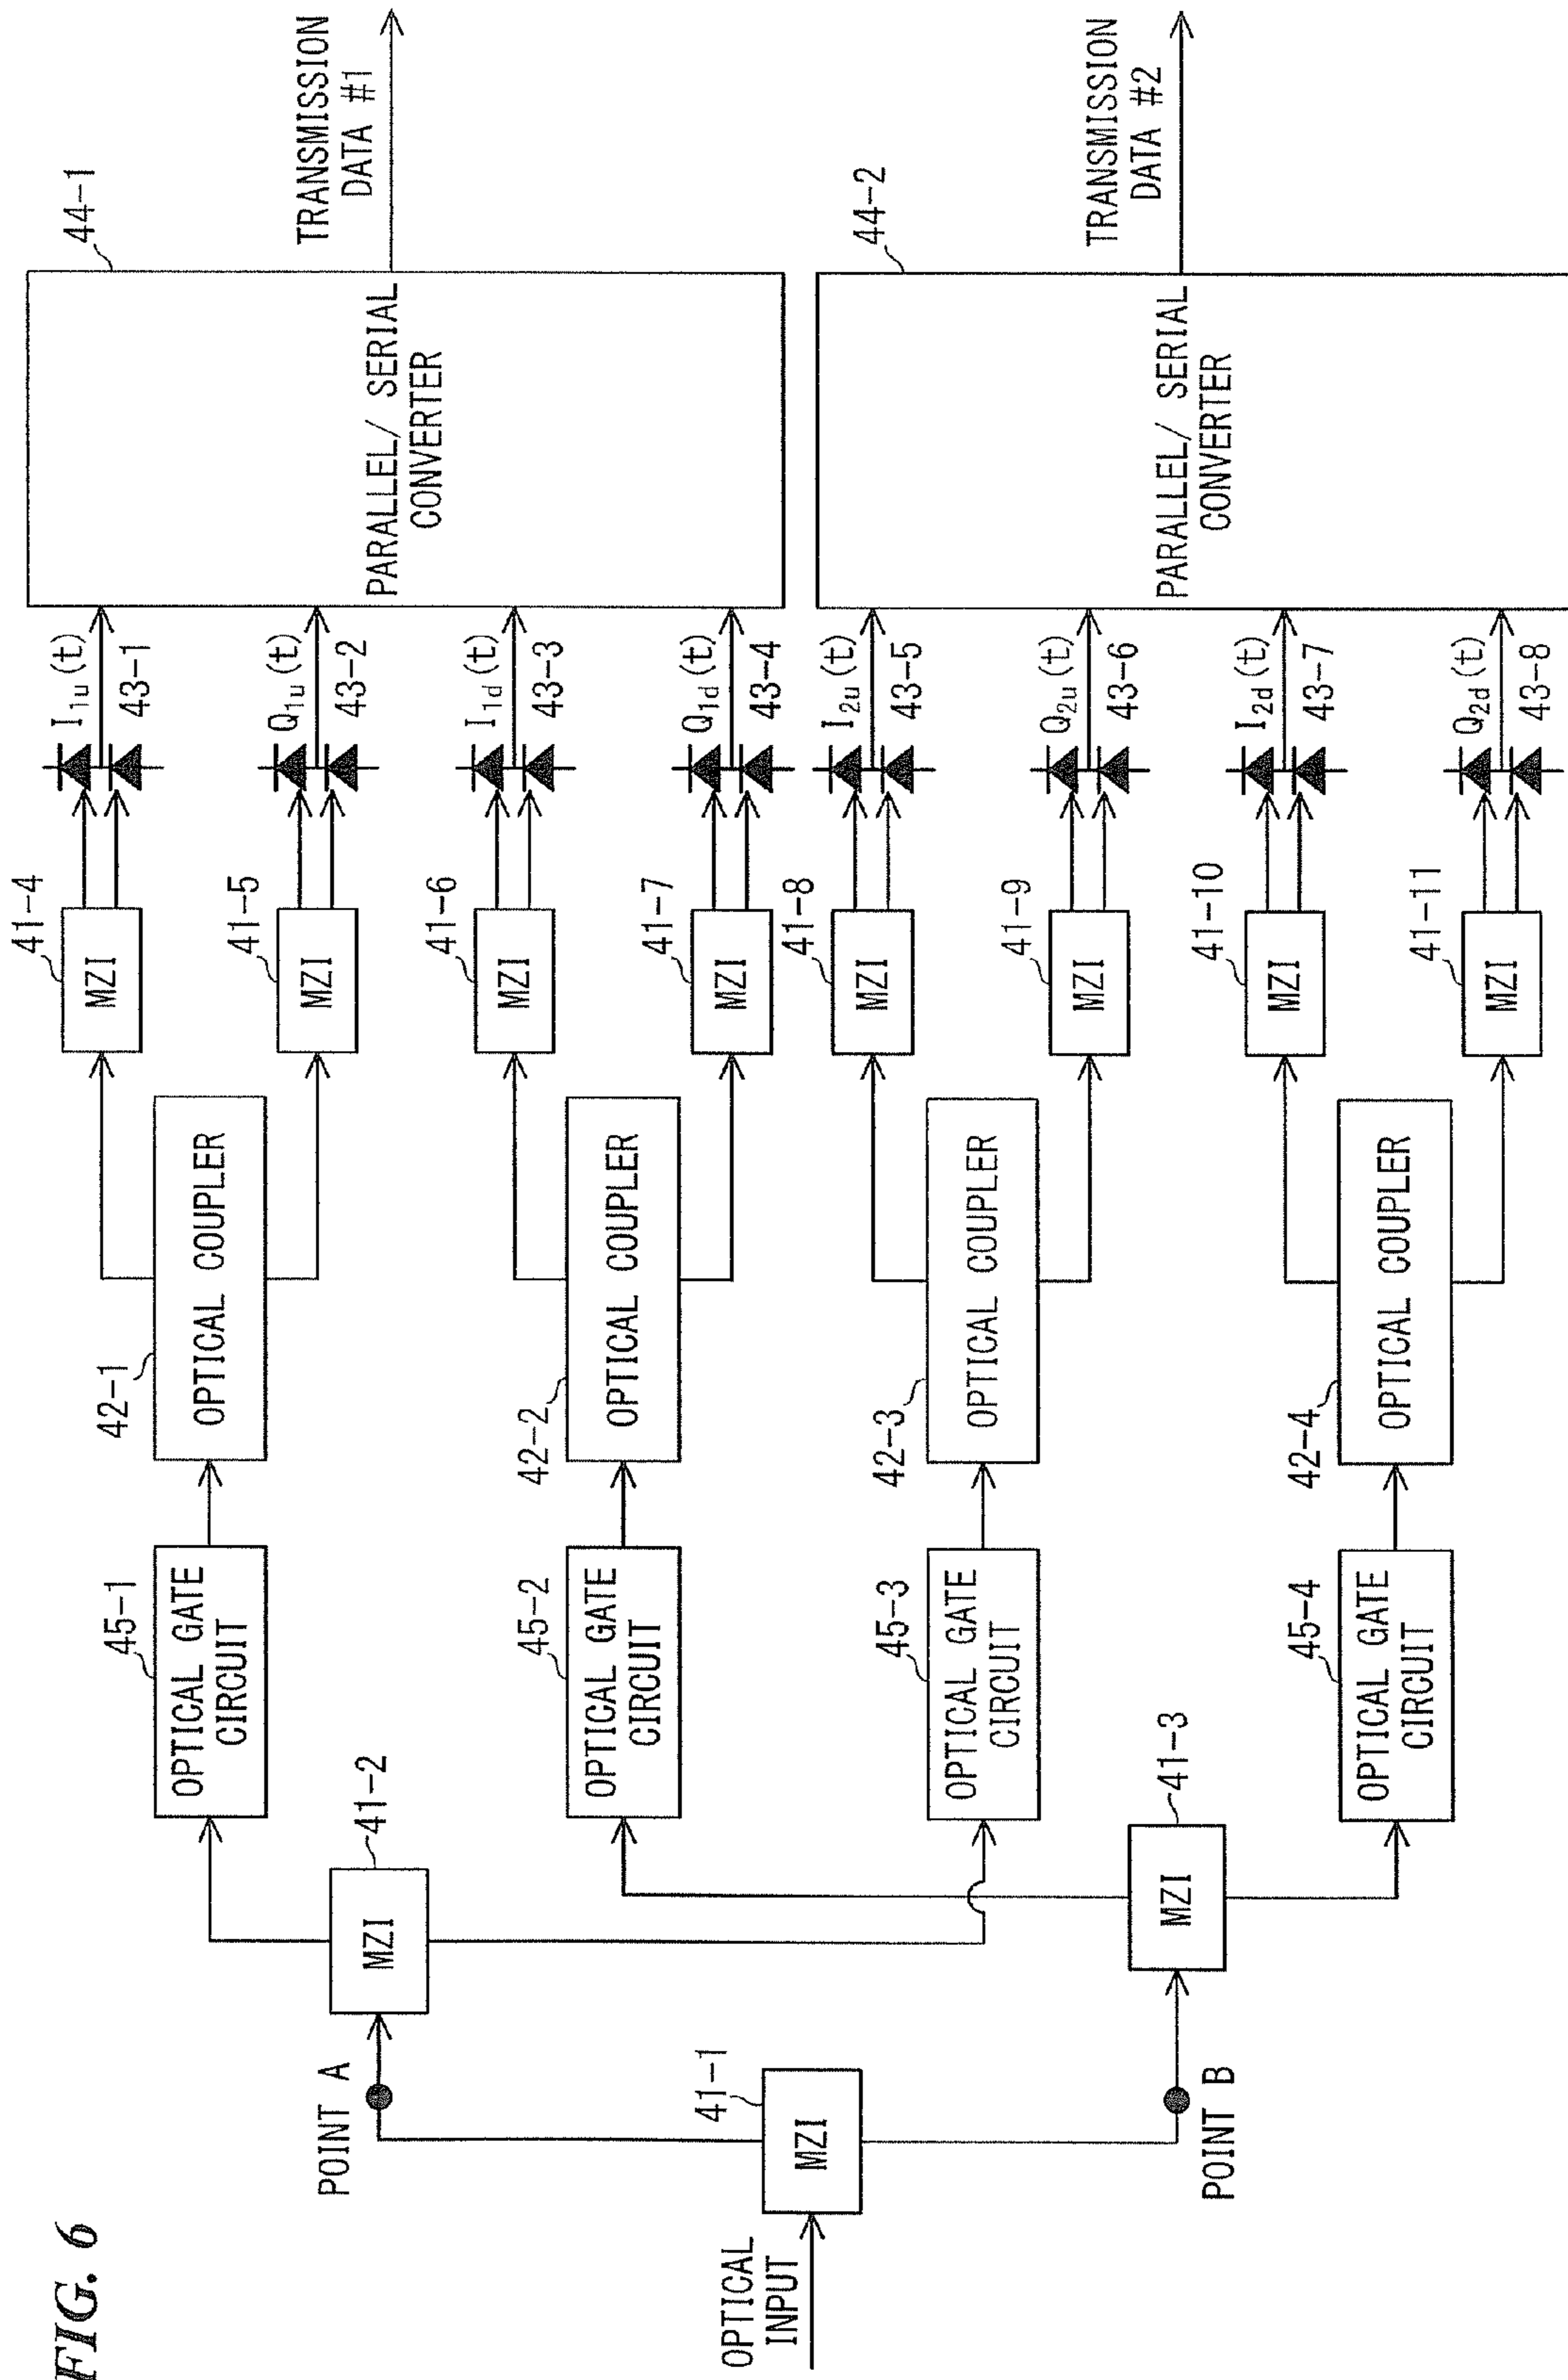 FIG. 6
OPTICAL
INPUT
MZI
41-1
POINT A
POINT B
MZI
41-2
MZI
41-3
OPTICAL GATE
CIRCUIT
45-1
OPTICAL GATE
CIRCUIT
45-2
OPTICAL GATE
CIRCUIT
45-3
OPTICAL GATE
CIRCUIT
45-4
OPTICAL COUPLER
42-1
OPTICAL COUPLER
42-2
OPTICAL COUPLER
42-3
OPTICAL COUPLER
42-4
MZI
41-4
MZI
41-5
MZI
41-6
MZI
41-7
MZI
41-8
MZI
41-9
MZI
41-10
MZI
41-11
I1u(t)
43-1
Q1u(t)
43-2
I1d(t)
43-3
Q1d(t)
43-4
I2u(t)
43-5
Q2u(t)
43-6
I2d(t)
43-7
Q2d(t)
43-8
PARALLEL/ SERIAL
CONVERTER
44-1
PARALLEL/ SERIAL
CONVERTER
44-2
TRANSMISSION
DATA #1
TRANSMISSION
DATA #2